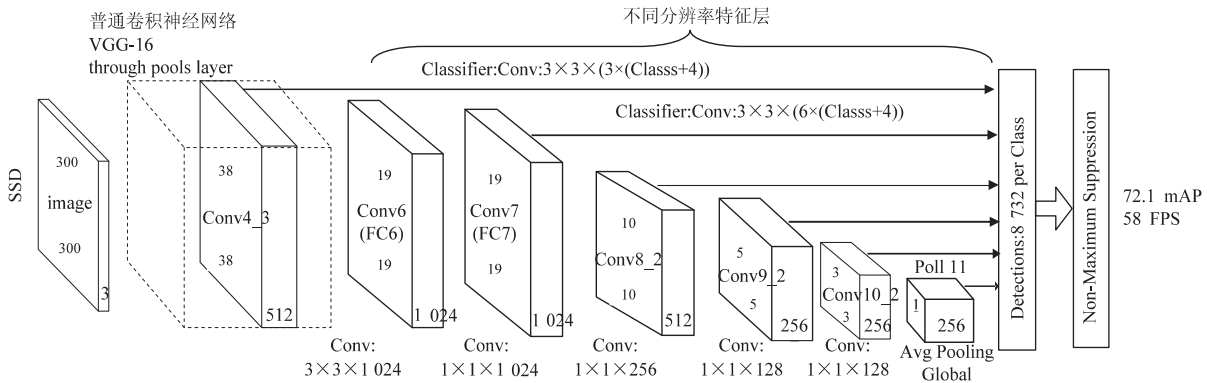 普通卷积神经网络
VGG-16
through pools layer
不同分辨率特征层
Classifier:Conv:3×3×(3×(Classs+4))
Classifier:Conv:3×3×(6×(Classs+4))
SSD
300
image
300
3
38
Conv4_3
38
512
19
Conv6
(FC6)
19
1 024
19
Conv7
(FC7)
19
1 024
10
Conv8_2
10
512
5
Conv9_2
5
256
3
Conv10_2
3
256
Poll 11
1
256
Avg Pooling
Global
Conv:
3×3×1 024
Conv:
1×1×1 024
Conv:
1×1×256
Conv:
1×1×128
Conv:
1×1×128
Detections:8 732 per Class
Non-Maximum Suppression
72.1 mAP
58 FPS